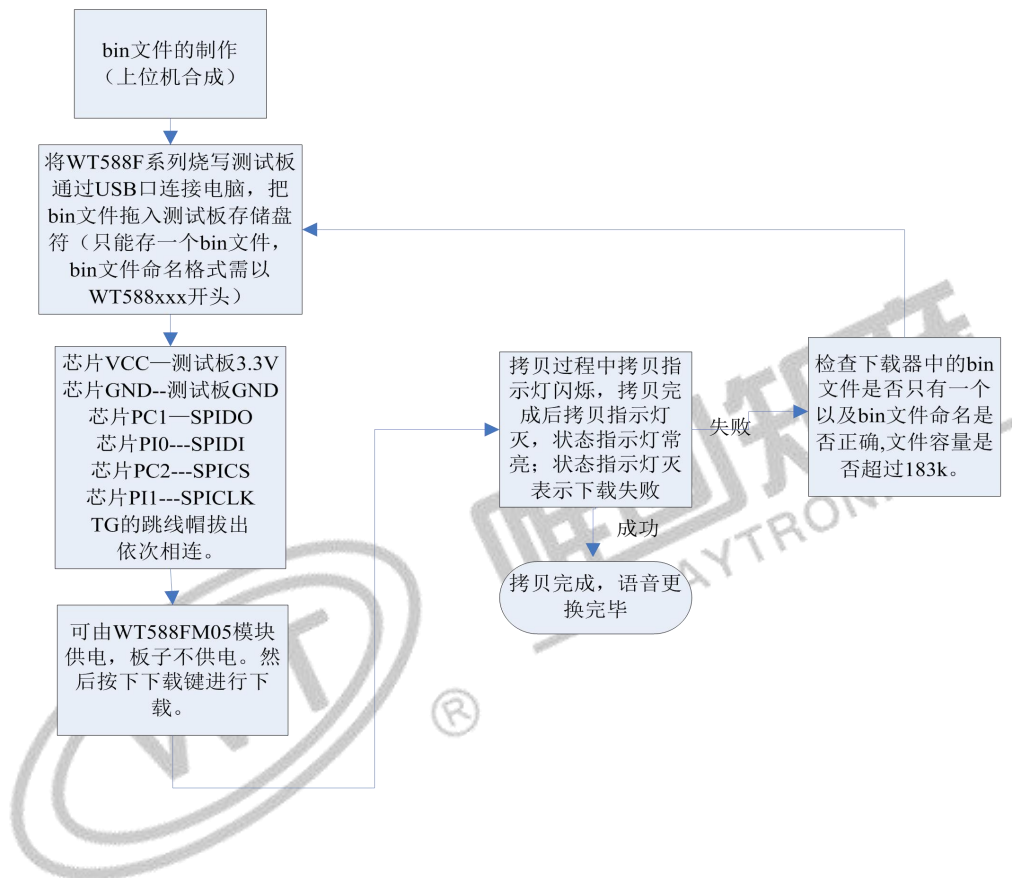 bin文件的制作
（上位机合成）
将WT588F系列烧写测试板
通过USB口连接电脑，把
bin文件拖入测试板存储盘
符（只能存一个bin文件，
bin文件命名格式需以
WT588xxx开头）
芯片VCC—测试板3.3V
芯片GND--测试板GND
芯片PC1—SPIDO
芯片PI0---SPIDI
芯片PC2---SPICS
芯片PI1---SPICLK
TG的跳线帽拔出
依次相连。
可由WT588FM05模块
供电，板子不供电。然
后按下下载键进行下
载。
拷贝过程中拷贝指
示灯闪烁，拷贝完
成后拷贝指示灯
灭，状态指示灯常
亮；状态指示灯灭
表示下载失败
失败
检查下载器中的bin
文件是否只有一个
以及bin文件命名是
否正确,文件容量是
否超过183k。
成功
拷贝完成，语音更
换完毕
WT
®